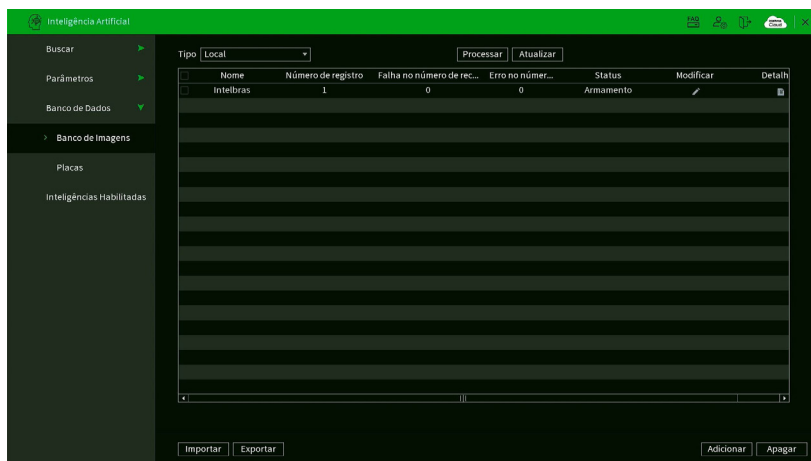 Inteligência Artificial
FAQ
Cloud
Buscar
Tipo Local Processar Atualizar
Parâmetros
Nome Número de registro Falha no número de rec... Erro no númer... Status Modificar Detalh
Intelbras 1 0 0 Armamento
Banco de Dados
Banco de Imagens
Placas
Inteligências Habilitadas
Importar Exportar Adicionar Apagar